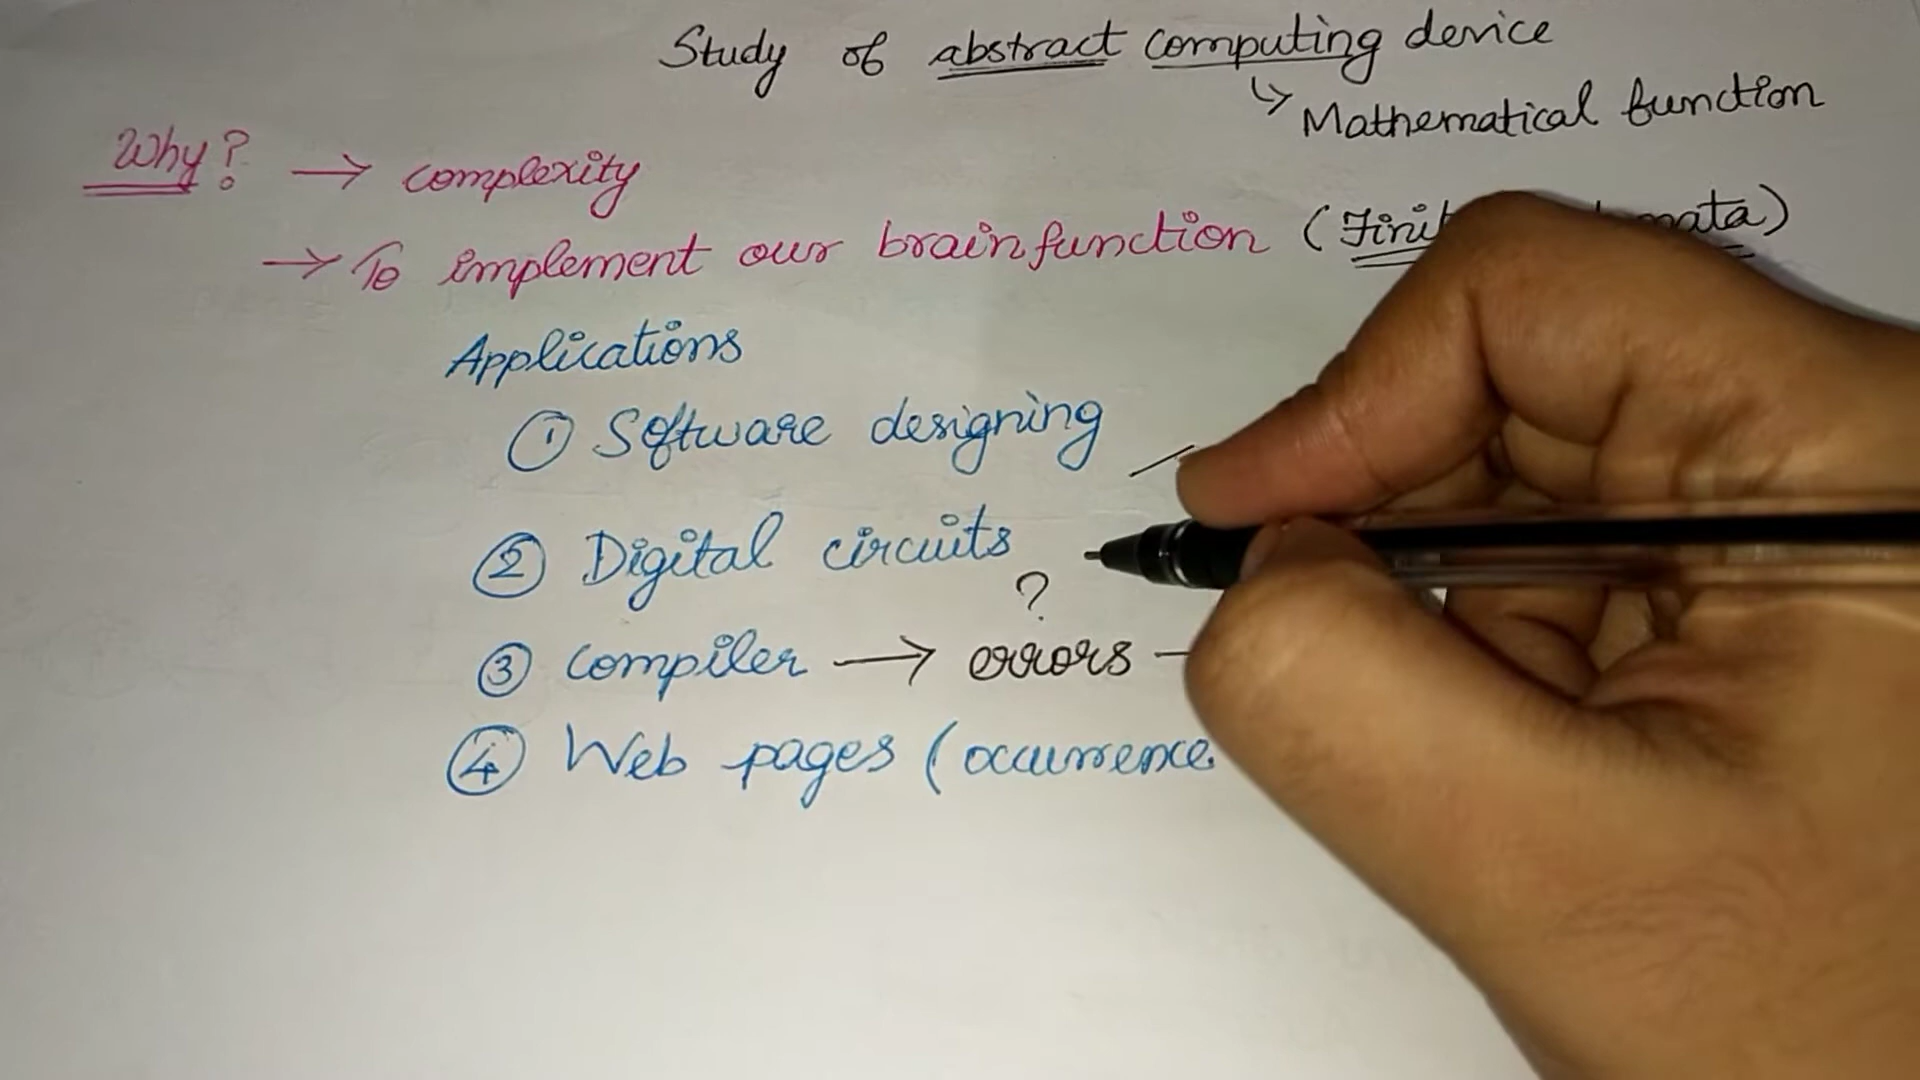 Study of abstract computing device
↳ Mathematical function
Why? → complexity
→ To implement our brain function (
Applications
① Software designing
② Digital circuits
?
③ compiler → errors –
④ Web pages (occurrence